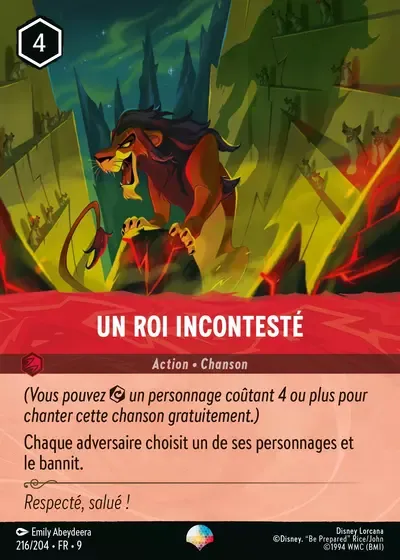 4
UN ROI INCONTESTÉ
Action • Chanson
(Vous pouvez un personnage coûtant 4 ou plus pour
chanter cette chanson gratuitement.)
Chaque adversaire choisit un de ses personnages et
le bannit.
Respecté, salué !
Emily Abeydeera
216/204 • FR • 9
Disney Lorcana
©Disney. "Be Prepared" Rice/John
©1994 WMC (BMI)